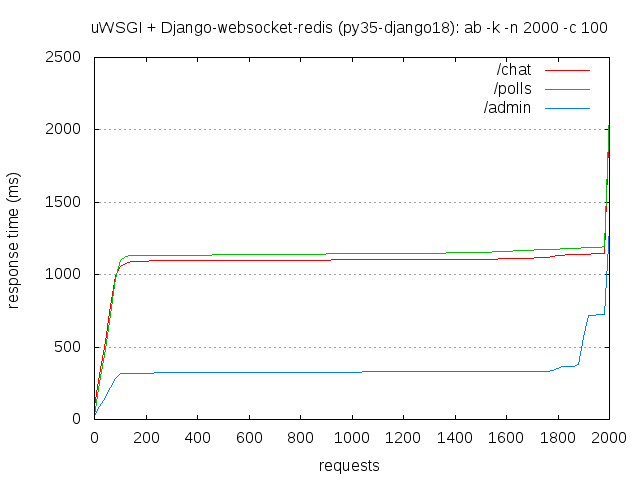 uWSGI + Django-websocket-redis (py35-django18): ab -k -n 2000 -c 100
2500
2000
1500
1000
500
0
response time (ms)
/chat
/polls
/admin
0 200 400 600 800 1000 1200 1400 1600 1800 2000
requests